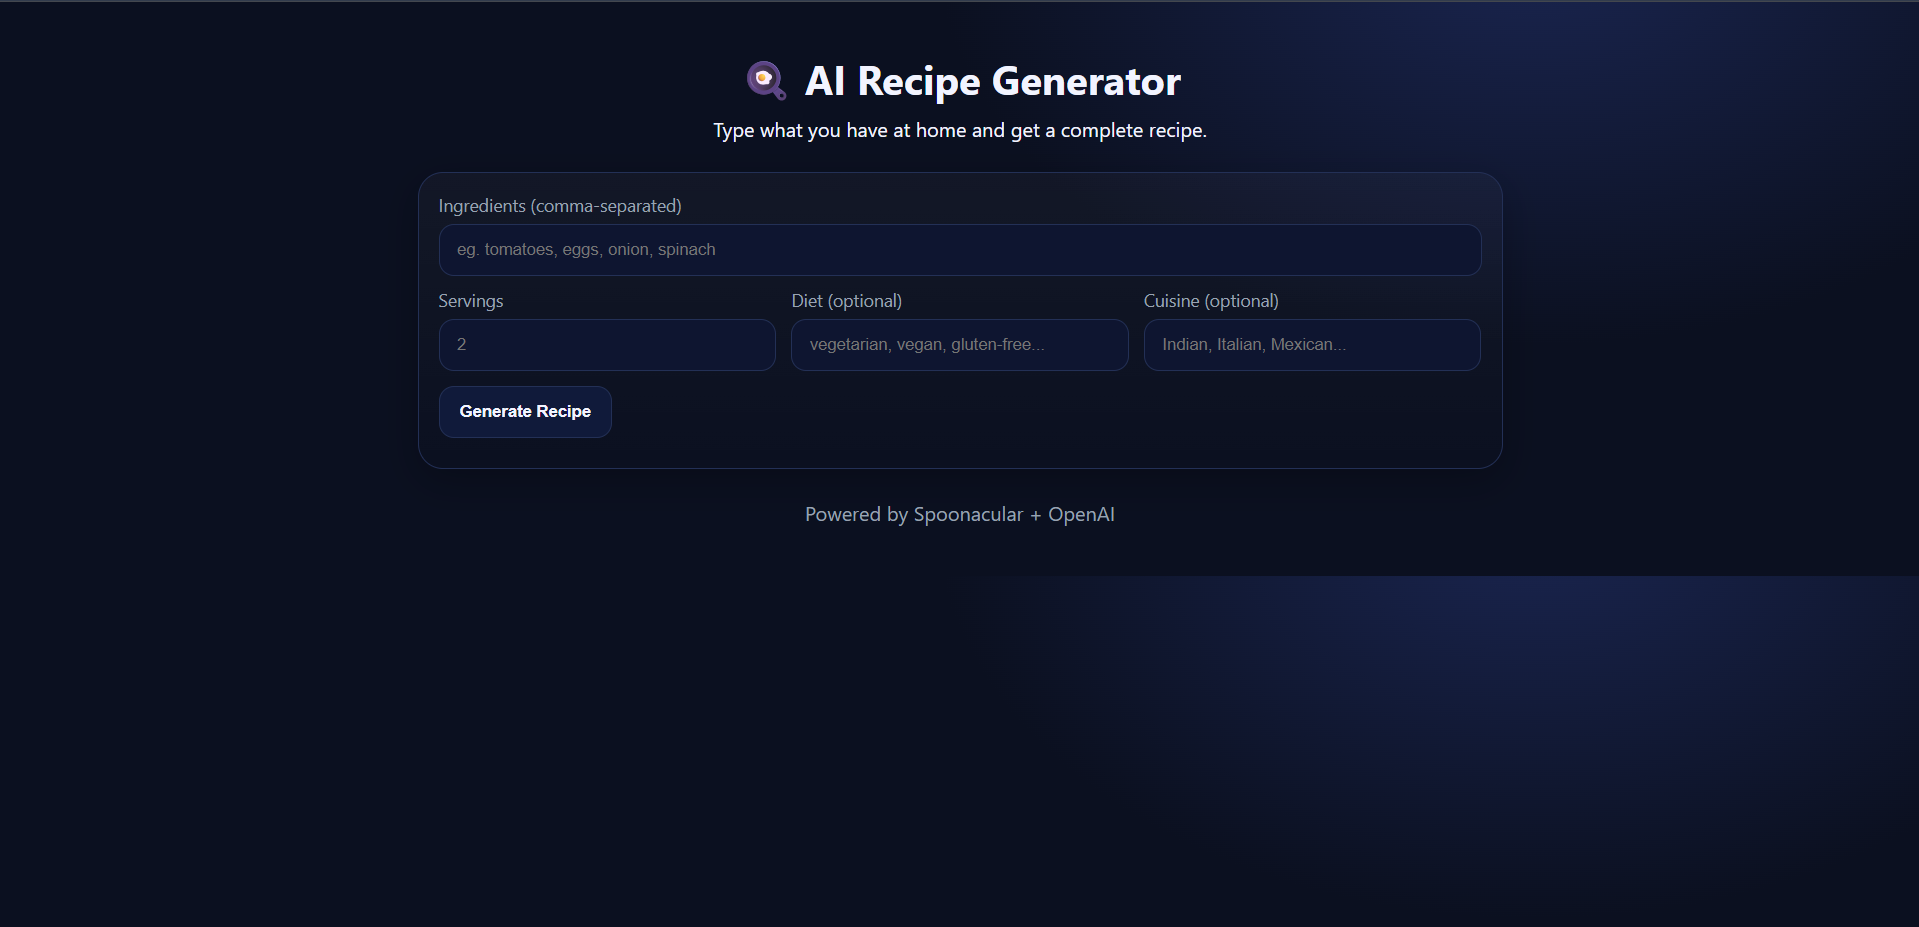 AI Recipe Generator
Type what you have at home and get a complete recipe.
Ingredients (comma-separated)
eg. tomatoes, eggs, onion, spinach
Servings Diet (optional) Cuisine (optional)
2 vegetarian, vegan, gluten-free... Indian, Italian, Mexican...
Generate Recipe
Powered by Spoonacular + OpenAI